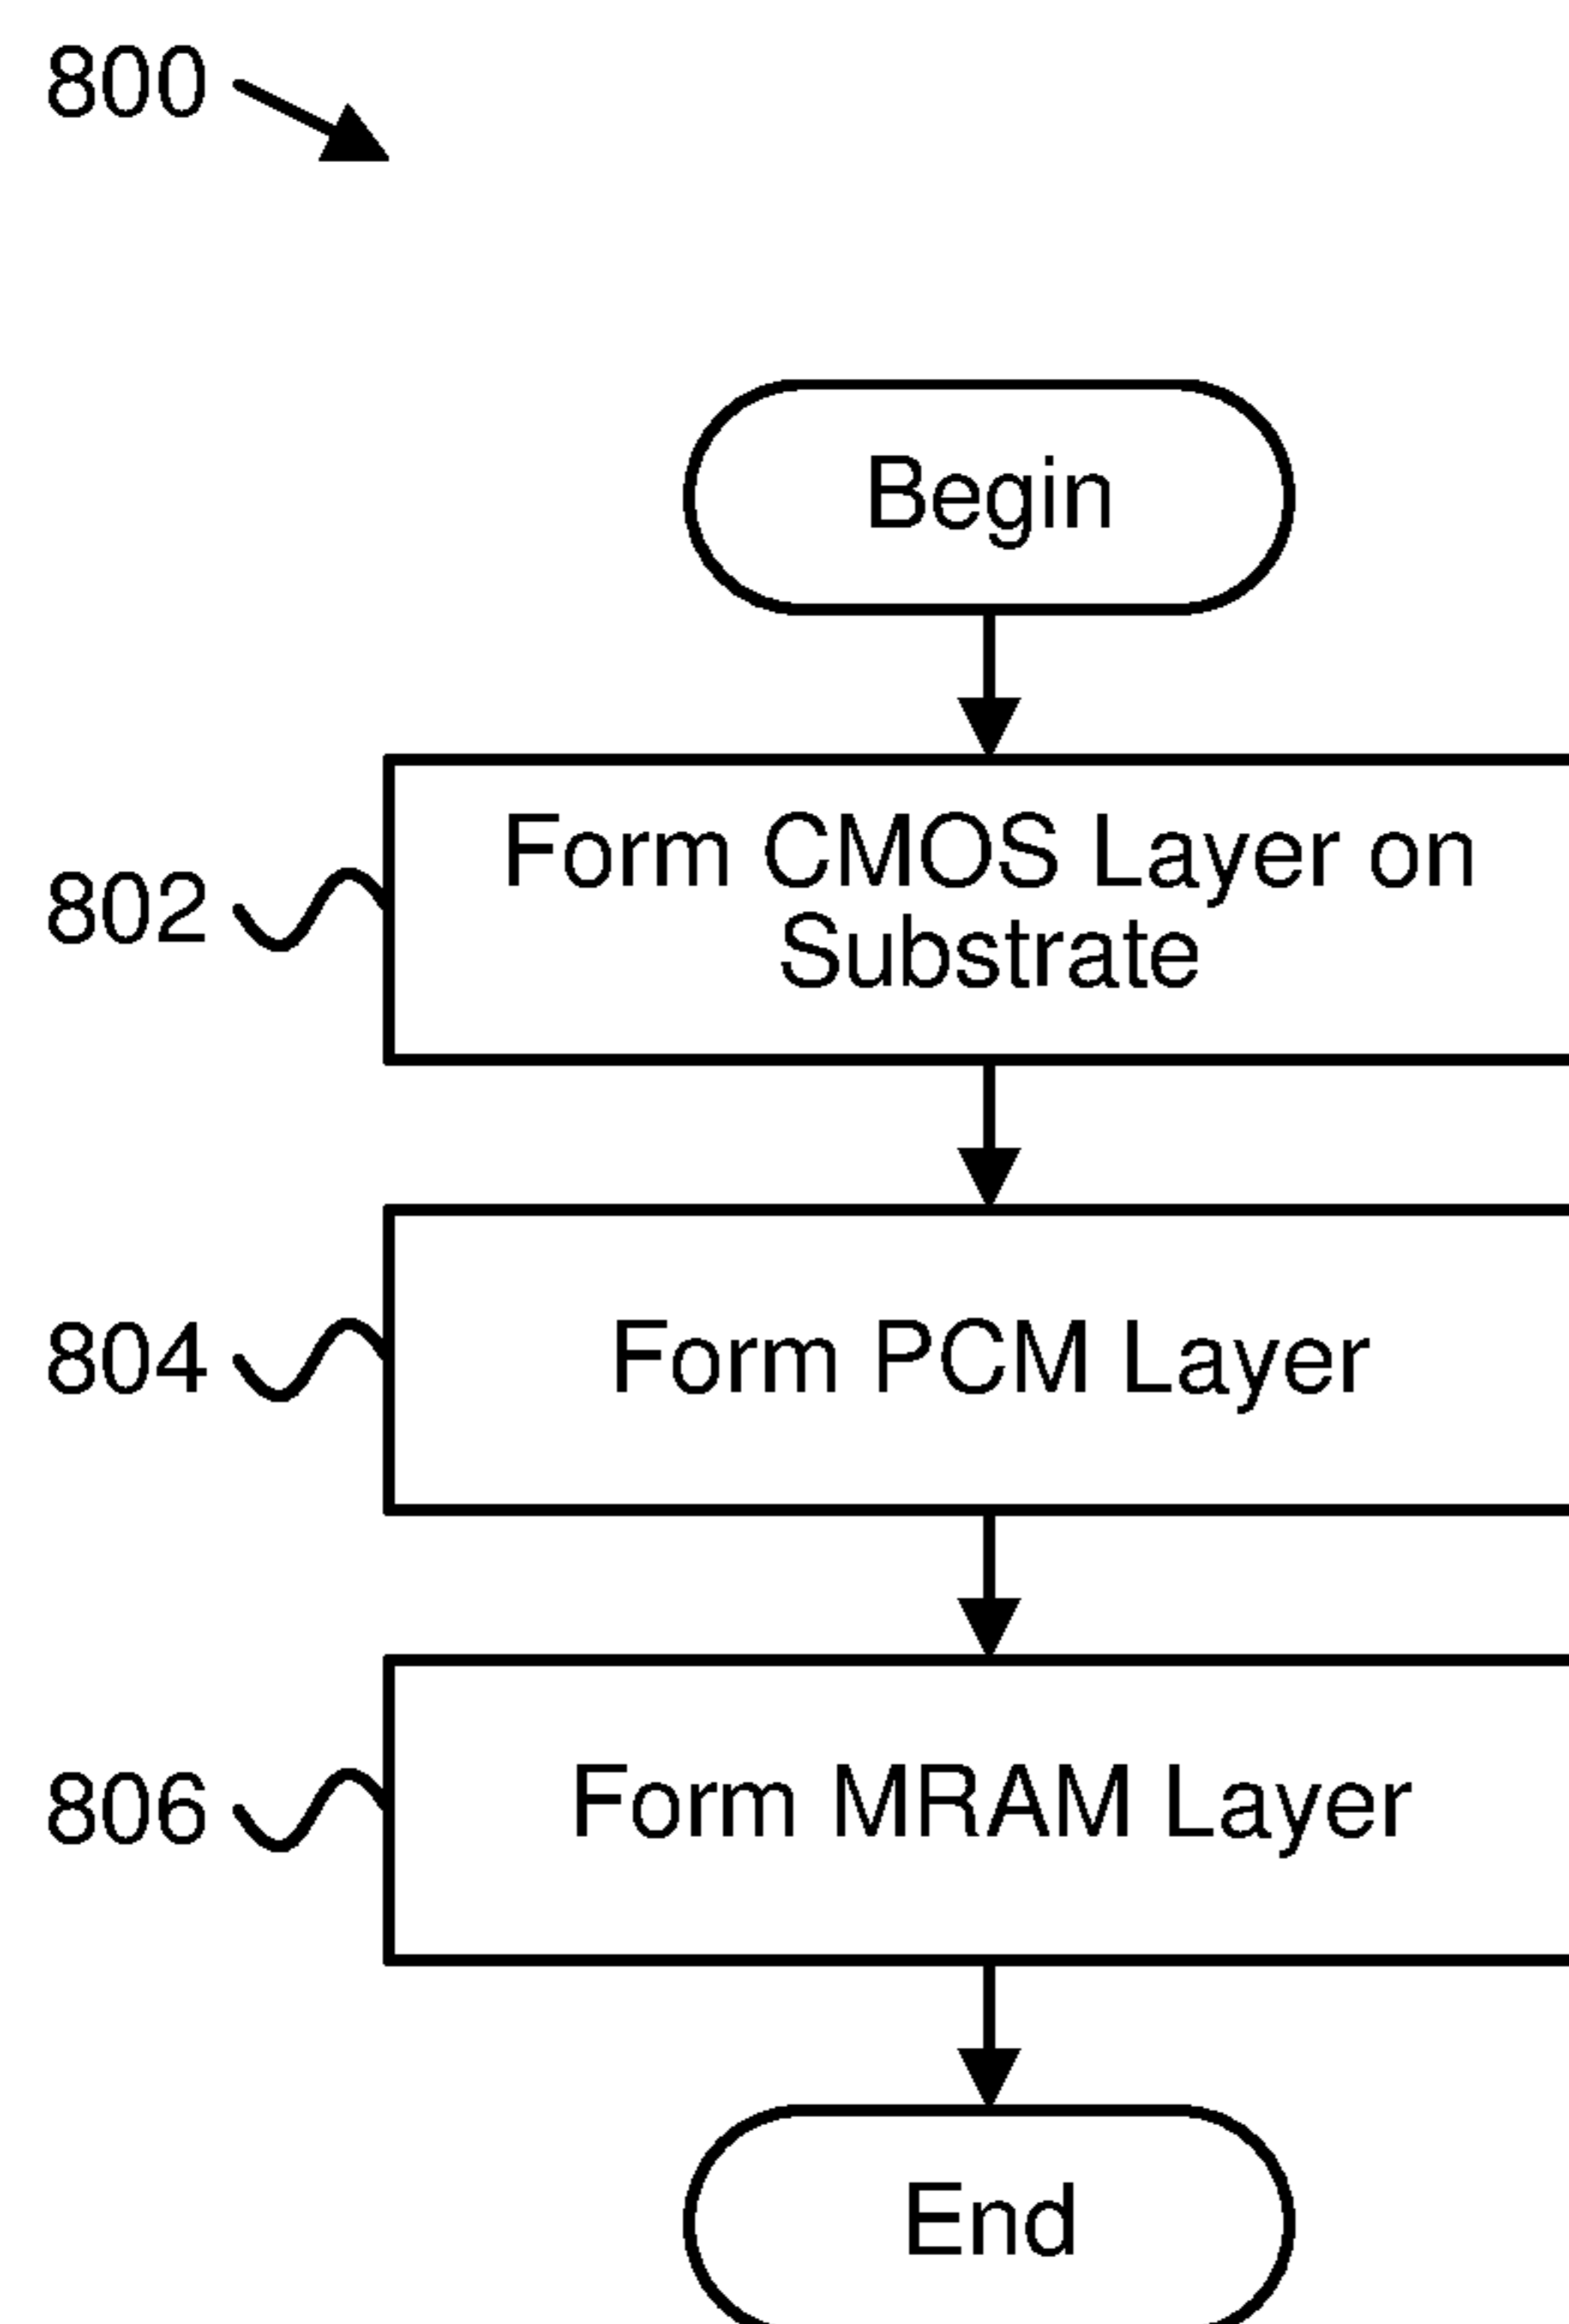 800
Begin
802
Form CMOS Layer on
Substrate
804
Form PCM Layer
806
Form MRAM Layer
End